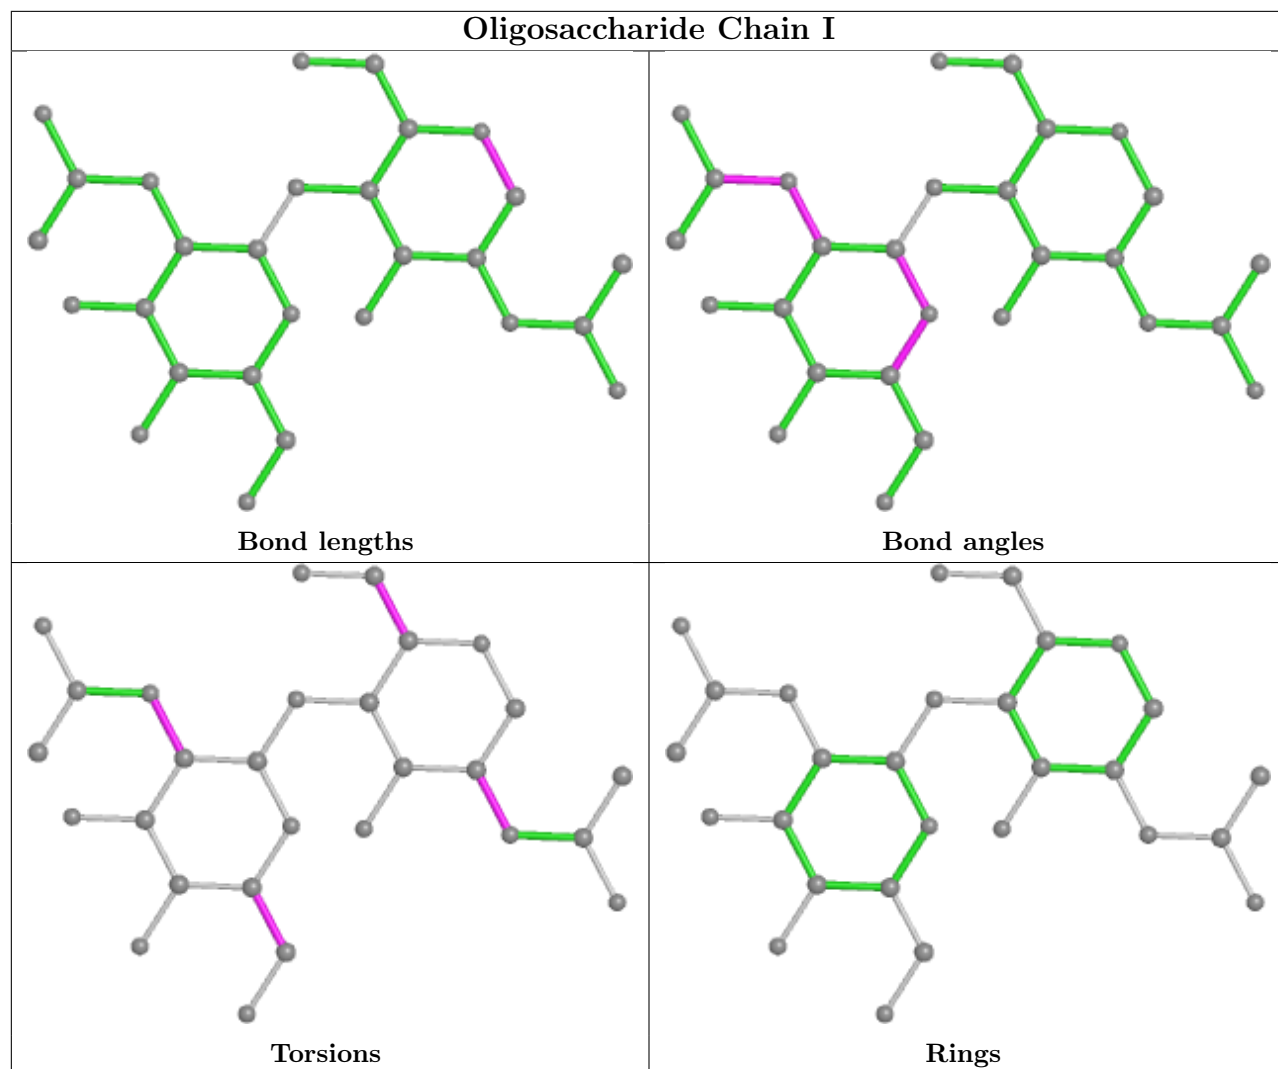 Oligosaccharide Chain I
Bond lengths
Bond angles
Torsions
Rings